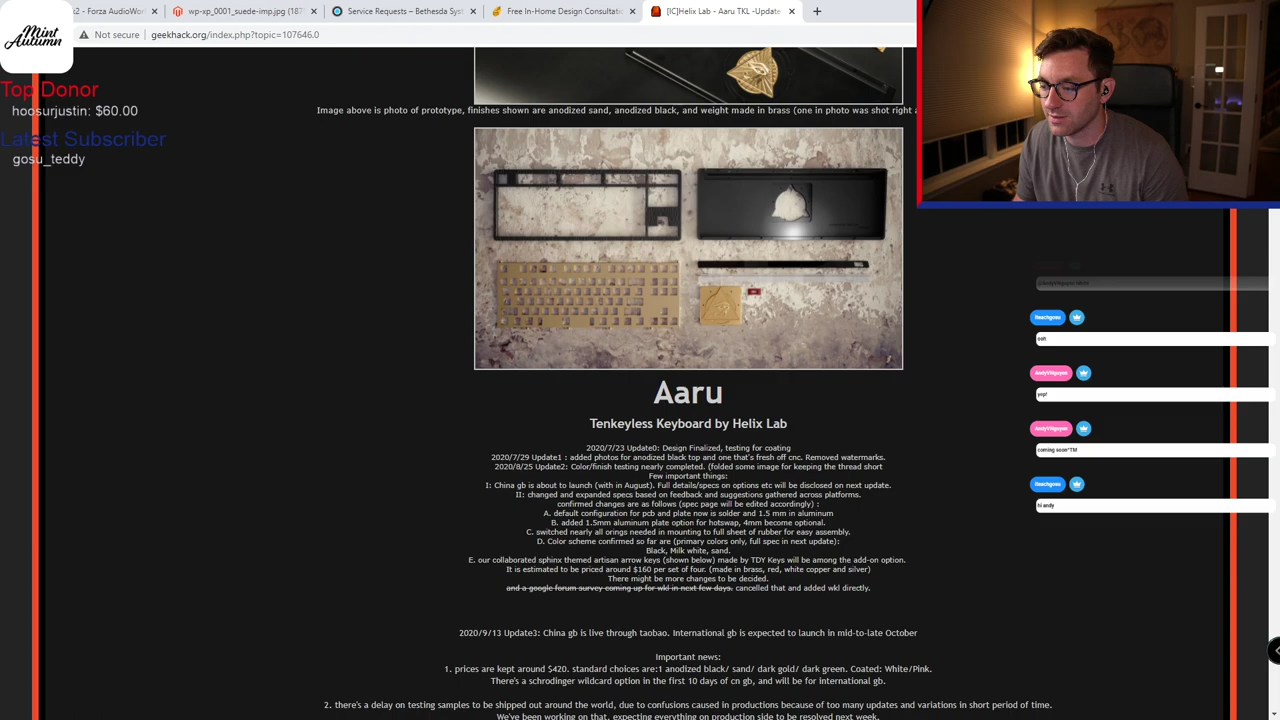 2 - Forza AudioWor
wp-xp_0001_suede-imp.jpg (187
Service Requests – Bethesda Sys
Free In-Home Design Consultatio
[IC]Helix Lab - Aaru TKL -Update
Mint Autumn
Not secure
geekhack.org/index.php?topic=107646.0
Top Donor
hoosurjustin: $60.00
Latest Subscriber
gosu_teddy
Image above is photo of prototype, finishes shown are anodized sand, anodized black, and weight made in brass (one in photo was shot right a
Aaru
Tenkeyless Keyboard by Helix Lab
2020/7/23 Update0: Design Finalized, testing for coating
2020/7/29 Update1 : added photos for anodized black top and one that's fresh off cnc. Removed watermarks.
2020/8/25 Update2: Color/finish testing nearly completed. (folded some image for keeping the thread short
Few important things:
I: China gb is about to launch (with in August). Full details/specs on options etc will be disclosed on next update.
II: changed and expanded specs based on feedback and suggestions gathered across platforms.
confirmed changes are as follows (spec page will be edited accordingly) :
A. default configuration for pcb and plate now is solder and 1.5 mm in aluminum
B. added 1.5mm aluminum plate option for hotswap, 4mm become optional.
C. switched nearly all orings needed in mounting to full sheet of rubber for easy assembly.
D. Color scheme confirmed so far are (primary colors only, full spec in next update):
Black, Milk white, sand.
E. our collaborated sphinx themed artisan arrow keys (shown below) made by TDY Keys will be among the add-on option.
It is estimated to be priced around $160 per set of four. (made in brass, red, white copper and silver)
There might be more changes to be decided.
and a google forum survey coming up for wkl in next few days. cancelled that and added wkl directly.
2020/9/13 Update3: China gb is live through taobao. International gb is expected to launch in mid-to-late October
Important news:
1. prices are kept around $420. standard choices are:1 anodized black/ sand/ dark gold/ dark green. Coated: White/Pink.
There's a schrodinger wildcard option in the first 10 days of cn gb, and will be for international gb.
2. there's a delay on testing samples to be shipped out around the world, due to confusions caused in productions because of too many updates and variations in short period of time.
We've been working on that, expecting everything on production side to be resolved next week.
ooh
AndyVNguyen
yep!
AndyVNguyen
coming soon™TM
hi andy